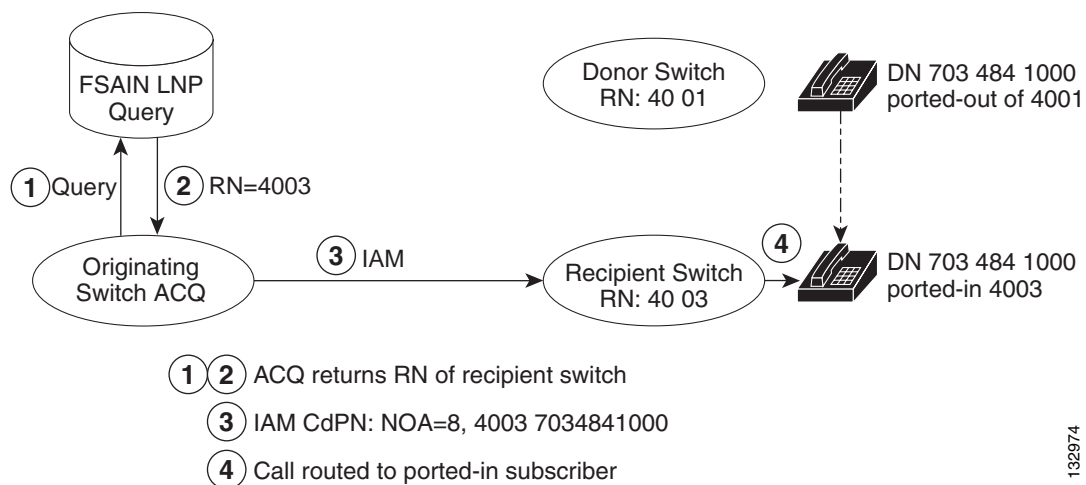 FSAIN LNP
Query
Donor Switch
RN: 40 01
DN 703 484 1000
ported-out of 4001
1 Query
2 RN=4003
Originating
Switch ACQ
3 IAM
Recipient Switch
RN: 40 03
4
DN 703 484 1000
ported-in 4003
1 2 ACQ returns RN of recipient switch
3 IAM CdPN: NOA=8, 4003 7034841000
4 Call routed to ported-in subscriber
132974